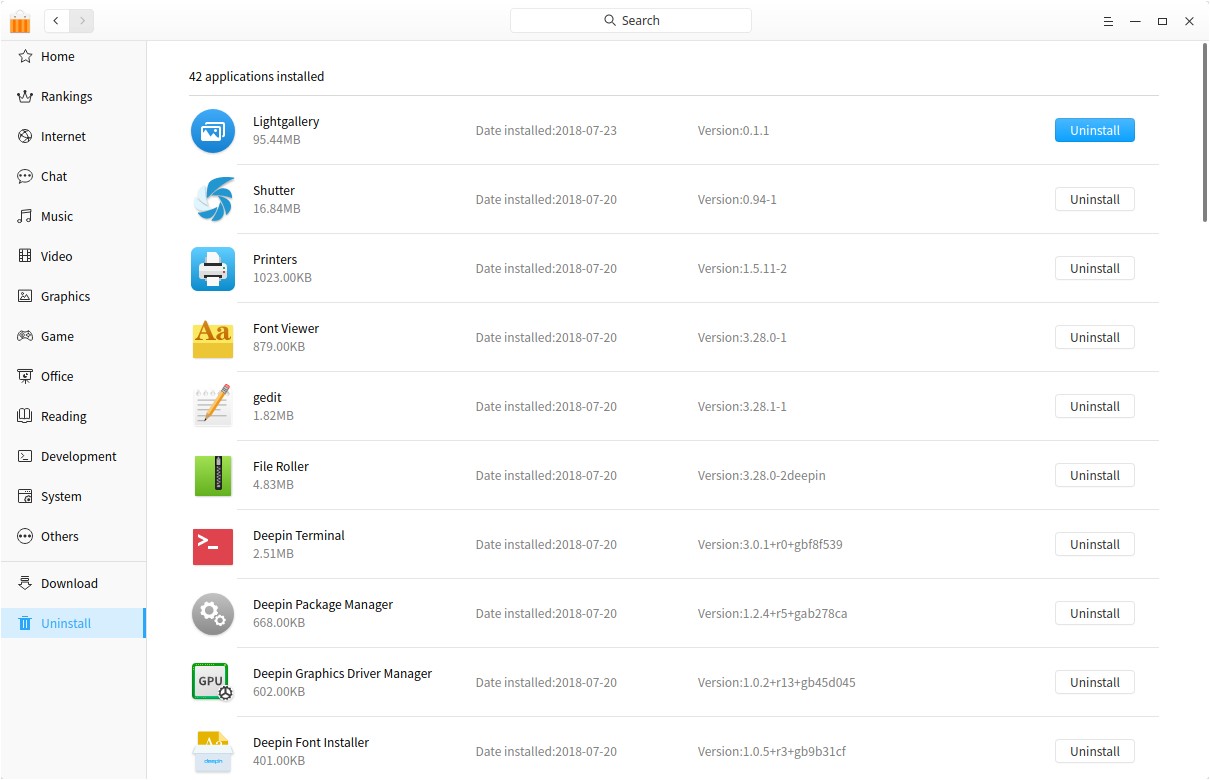 Search
Home
Rankings
Internet
Chat
Music
Video
Graphics
Game
Office
Reading
Development
System
Others
Download
Uninstall
42 applications installed
Lightgallery
95.44MB
Date installed:2018-07-23
Version:0.1.1
Uninstall
Shutter
16.84MB
Date installed:2018-07-20
Version:0.94-1
Uninstall
Printers
1023.00KB
Date installed:2018-07-20
Version:1.5.11-2
Uninstall
Aa
Font Viewer
879.00KB
Date installed:2018-07-20
Version:3.28.0-1
Uninstall
gedit
1.82MB
Date installed:2018-07-20
Version:3.28.1-1
Uninstall
File Roller
4.83MB
Date installed:2018-07-20
Version:3.28.0-2deepin
Uninstall
>_
Deepin Terminal
2.51MB
Date installed:2018-07-20
Version:3.0.1+r0+gbf8f539
Uninstall
Deepin Package Manager
668.00KB
Date installed:2018-07-20
Version:1.2.4+r5+gab278ca
Uninstall
GPU
Deepin Graphics Driver Manager
602.00KB
Date installed:2018-07-20
Version:1.0.2+r13+gb45d045
Uninstall
deepin
Deepin Font Installer
401.00KB
Date installed:2018-07-20
Version:1.0.5+r3+gb9b31cf
Uninstall